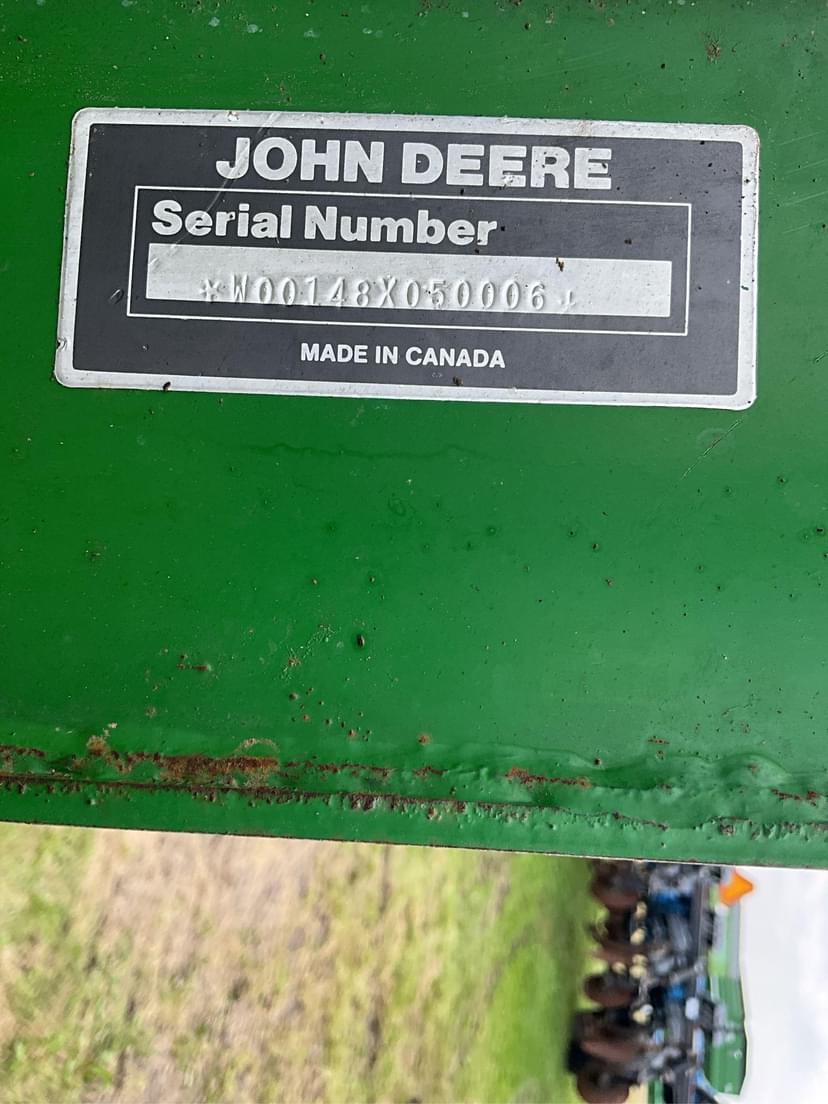 JOHN DEERE
Serial Number
*W00148X050006*
MADE IN CANADA